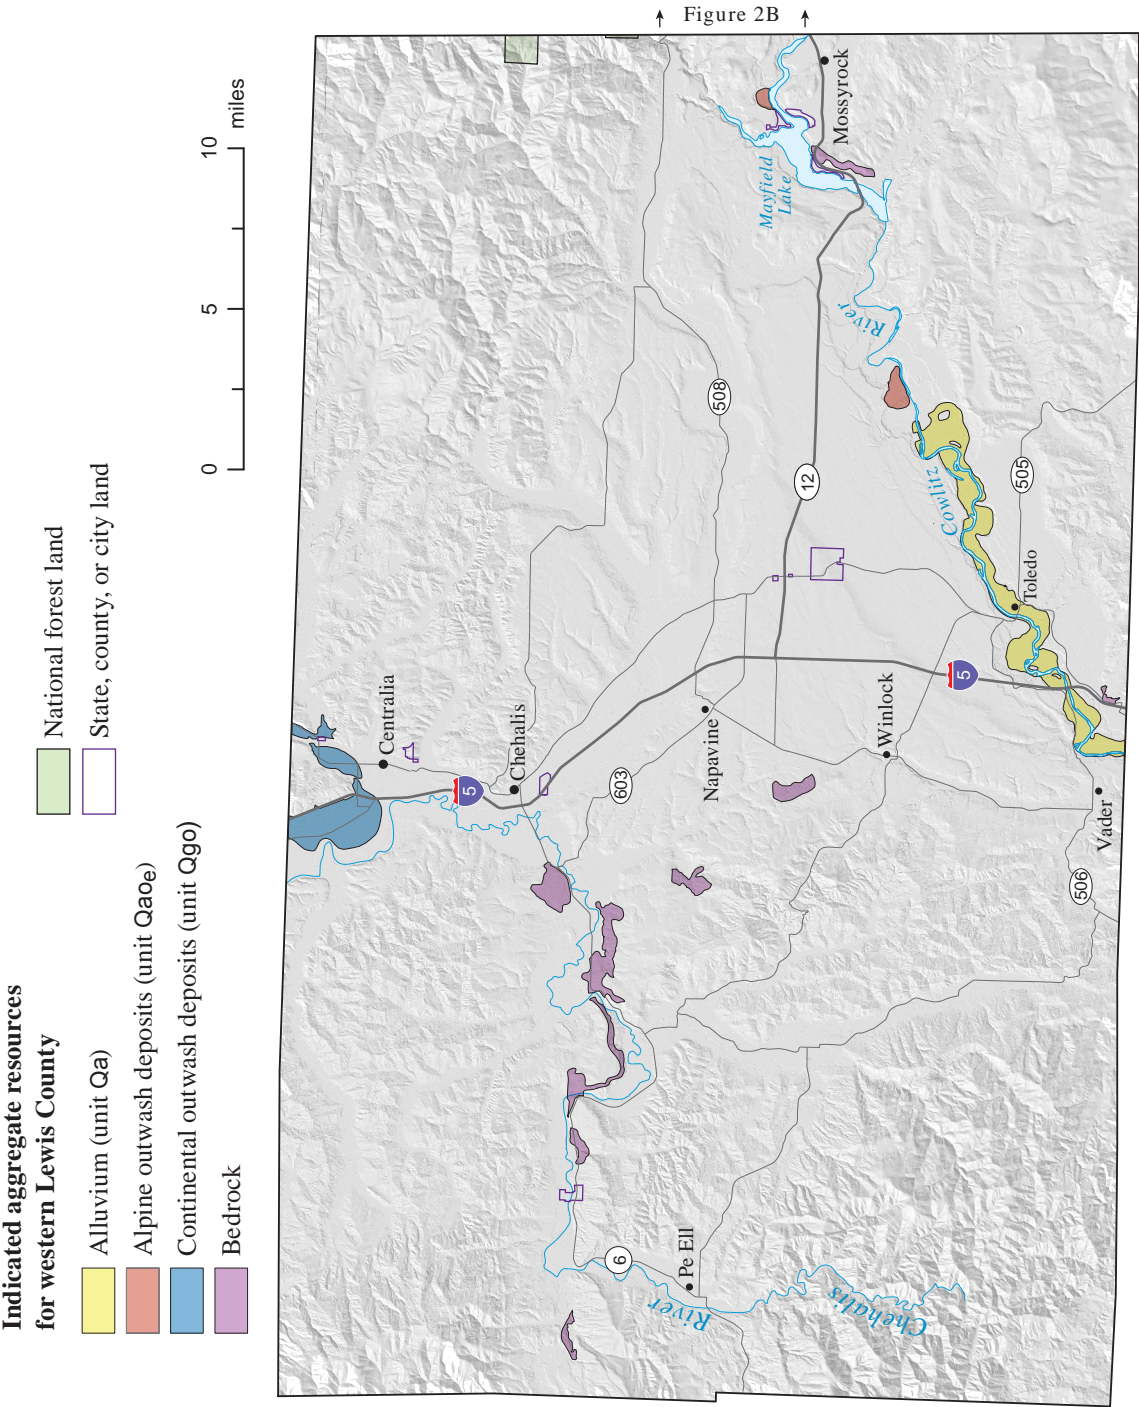 Indicated aggregate resources
for western Lewis County
Alluvium (unit Qa)
Alpine outwash deposits (unit Qaoe)
Continental outwash deposits (unit Qgo)
Bedrock
National forest land
State, county, or city land
0 5 10
miles
Figure 2B
Centralia
5
Chehalis
603
Napavine
508
12
Mayfield
Lake
Mossyrock
River
Cowlitz
505
Toledo
5
Winlock
Vader
506
6
Pe Ell
River
Chehalis